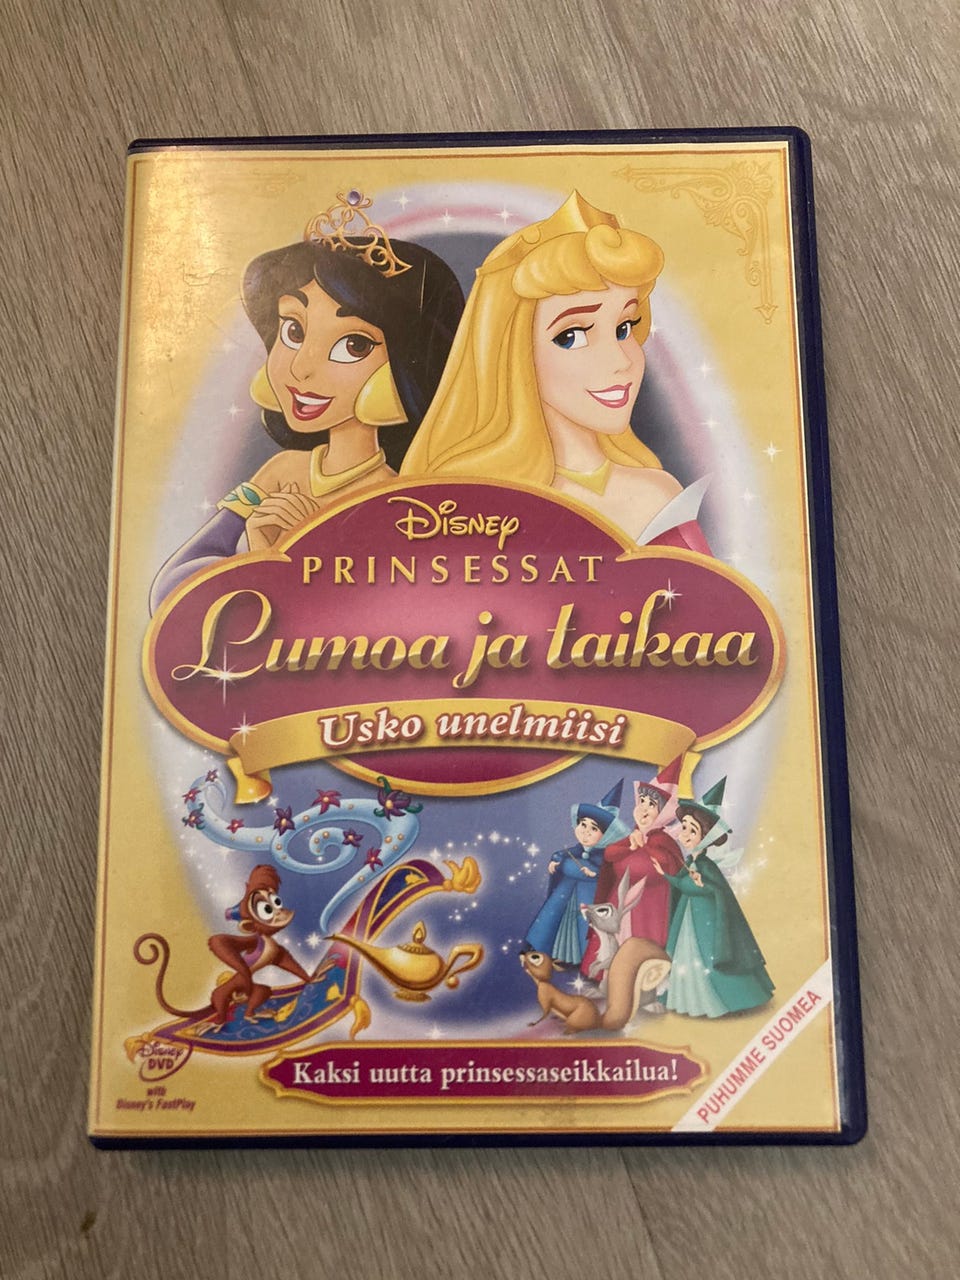 Disney
PRINSESSAT
Lumoa ja taikaa
Usko unelmiisi
Disney
DVD
with
Disney's FastPlay
Kaksi uutta prinsessaseikkailua!
PUHUMME SUOMEA